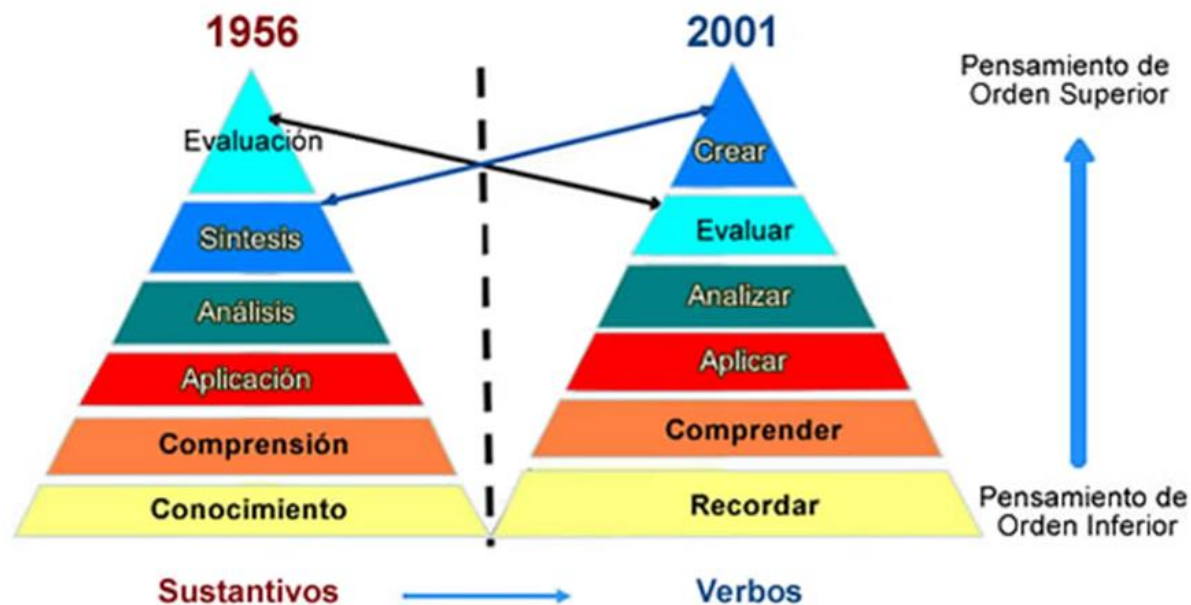 1956
2001
Pensamiento de
Orden Superior
Evaluación
Crear
Síntesis
Evaluar
Análisis
Analizar
Aplicación
Aplicar
Comprensión
Comprender
Conocimiento
Recordar
Pensamiento de
Orden Inferior
Sustantivos
Verbos